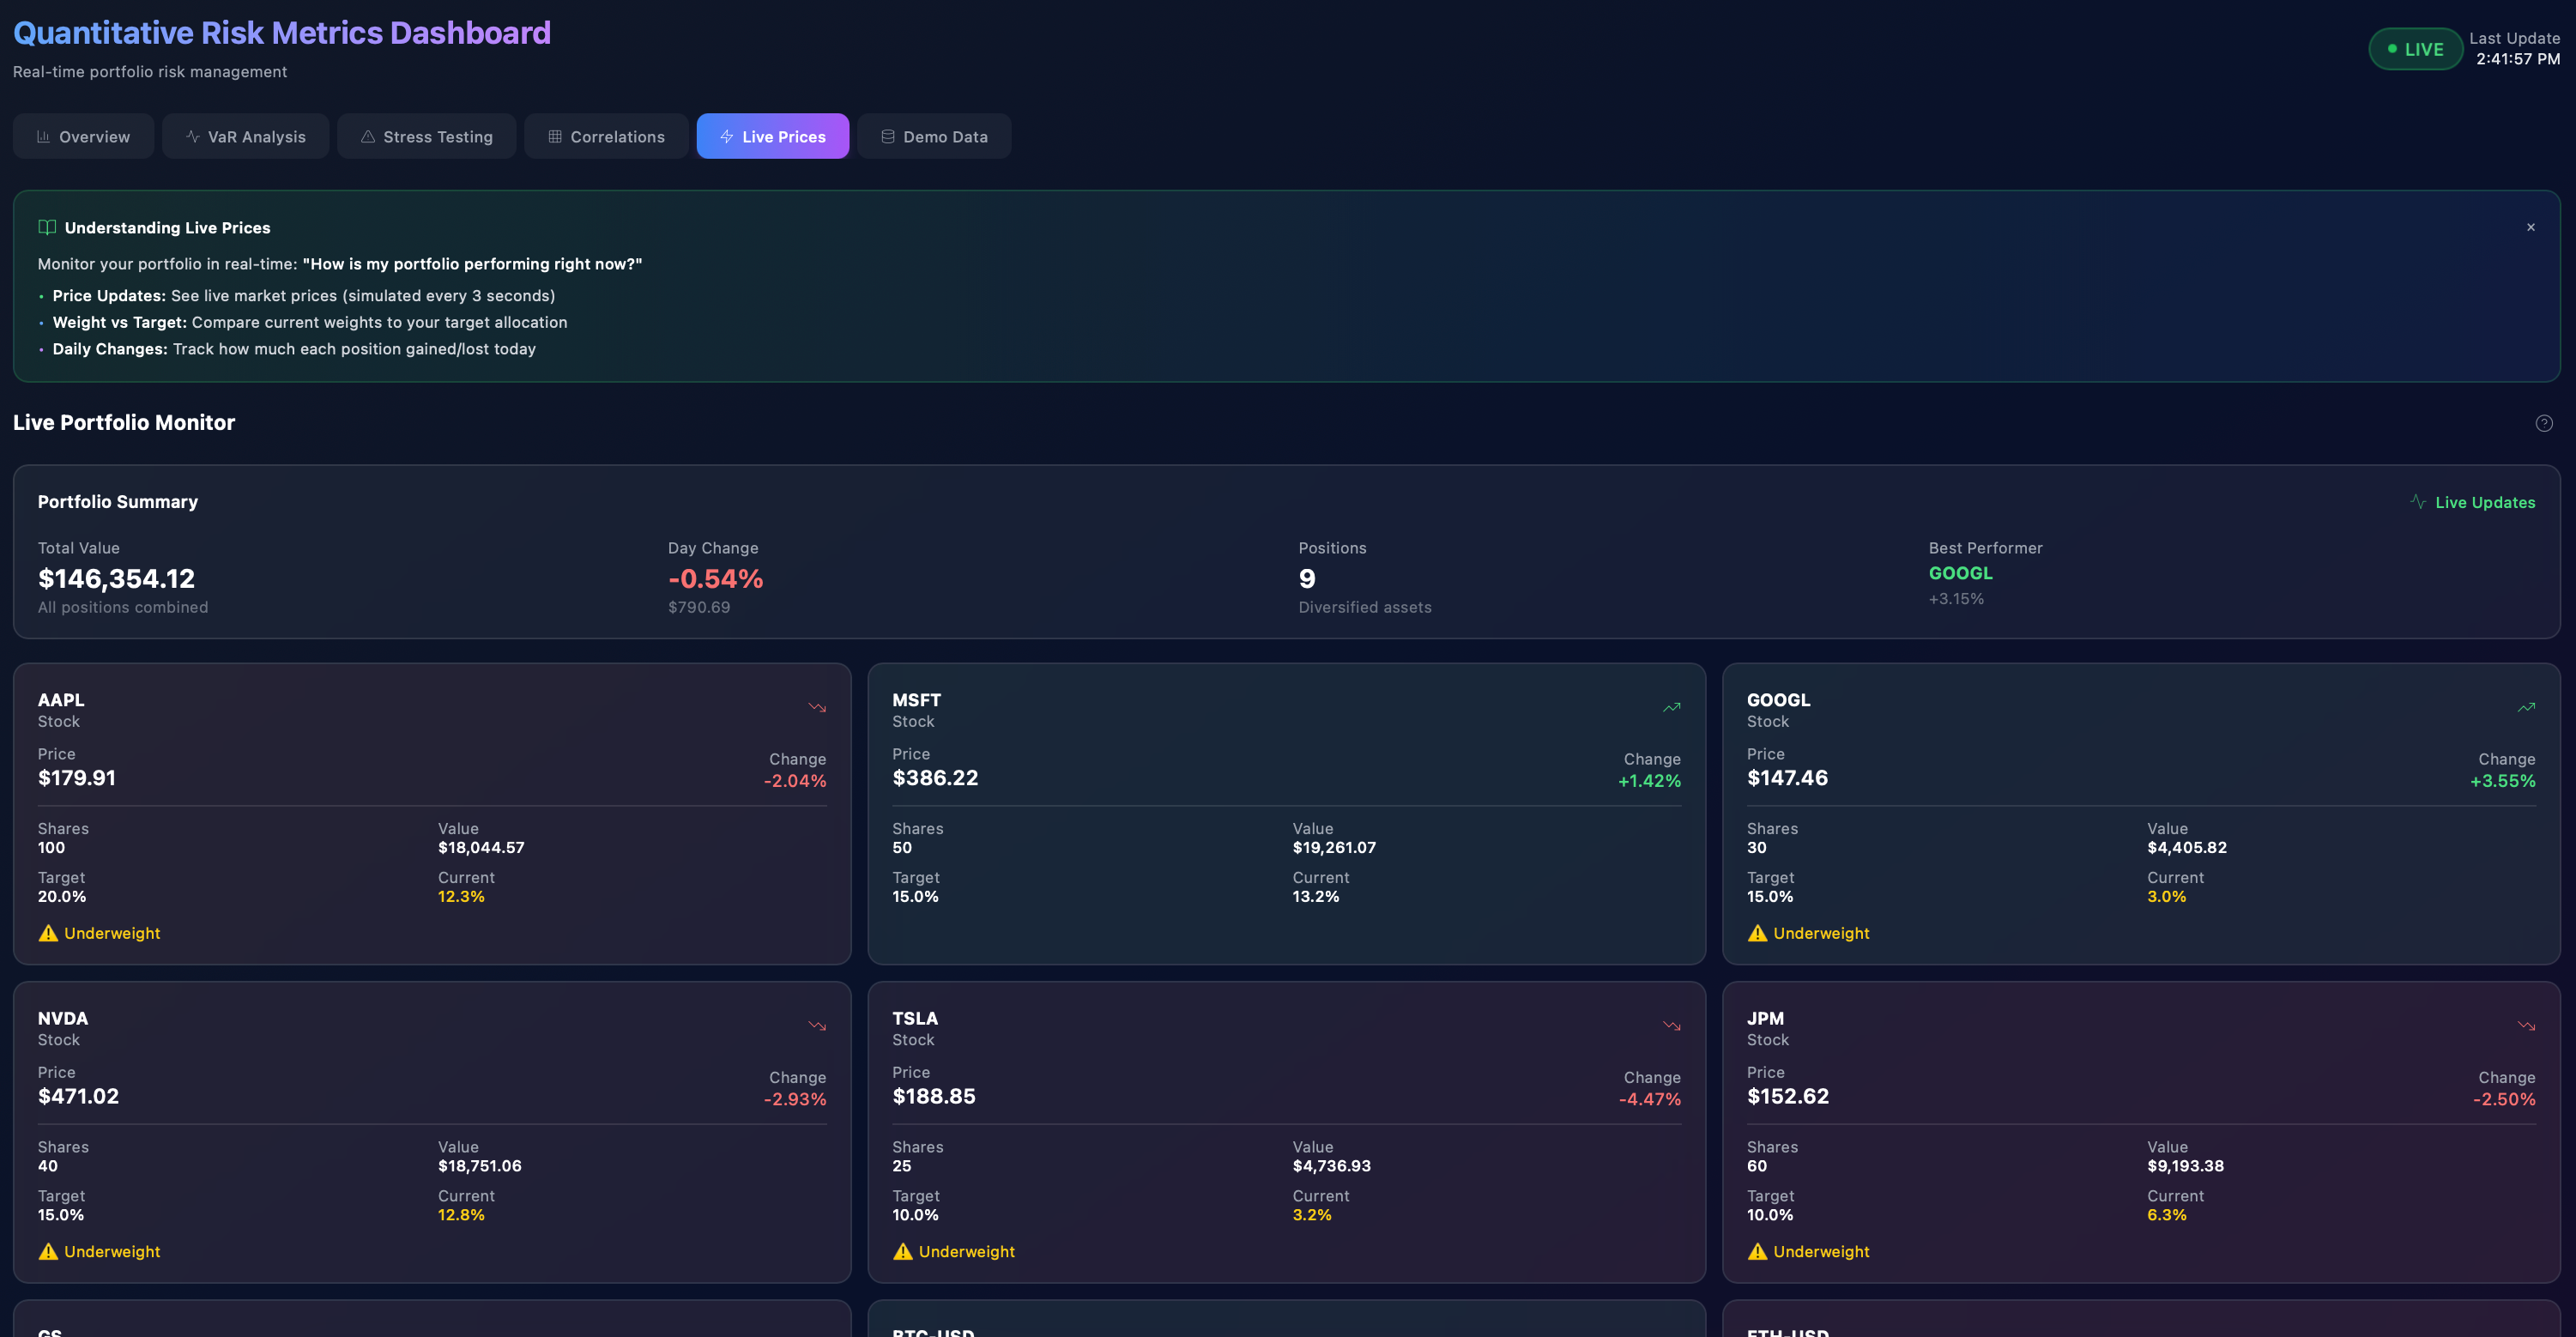 Quantitative Risk Metrics Dashboard
Real-time portfolio risk management
LIVE
Last Update
2:41:57 PM
Overview
VaR Analysis
Stress Testing
Correlations
Live Prices
Demo Data
Understanding Live Prices
×
Monitor your portfolio in real-time: "How is my portfolio performing right now?"
• Price Updates: See live market prices (simulated every 3 seconds)
• Weight vs Target: Compare current weights to your target allocation
• Daily Changes: Track how much each position gained/lost today
Live Portfolio Monitor
?
Portfolio Summary
Live Updates
Total Value
$146,354.12
All positions combined
Day Change
-0.54%
$790.69
Positions
9
Diversified assets
Best Performer
GOOGL
+3.15%
AAPL
Stock
Price
$179.91
Change
-2.04%
Shares
100
Value
$18,044.57
Target
20.0%
Current
12.3%
Underweight
MSFT
Stock
Price
$386.22
Change
+1.42%
Shares
50
Value
$19,261.07
Target
15.0%
Current
13.2%
GOOGL
Stock
Price
$147.46
Change
+3.55%
Shares
30
Value
$4,405.82
Target
15.0%
Current
3.0%
Underweight
NVDA
Stock
Price
$471.02
Change
-2.93%
Shares
40
Value
$18,751.06
Target
15.0%
Current
12.8%
Underweight
TSLA
Stock
Price
$188.85
Change
-4.47%
Shares
25
Value
$4,736.93
Target
10.0%
Current
3.2%
Underweight
JPM
Stock
Price
$152.62
Change
-2.50%
Shares
60
Value
$9,193.38
Target
10.0%
Current
6.3%
Underweight
GS
BTC-USD
ETH-USD